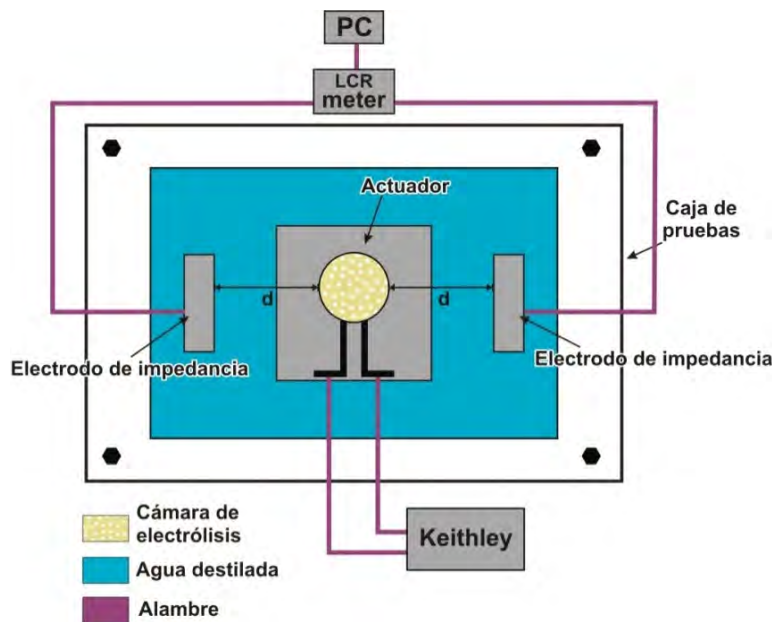 PC
LCR
meter
Actuador
Caja de
pruebas
d
d
Electrodo de impedancia
Electrodo de impedancia
Keithley
Cámara de
electrólisis
Agua destilada
Alambre